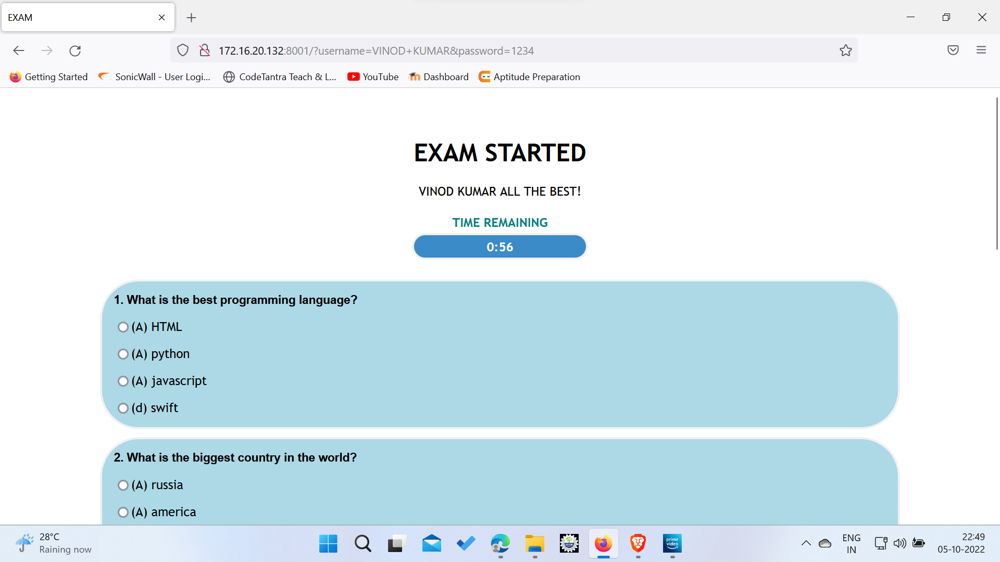 EXAM
172.16.20.132:8001/?username=VINOD+KUMAR&password=1234
Getting Started
SonicWall - User Logi...
CodeTantra Teach & L...
YouTube
Dashboard
Aptitude Preparation
EXAM STARTED
VINOD KUMAR ALL THE BEST!
TIME REMAINING
0:56
1. What is the best programming language?
(A) HTML
(A) python
(A) javascript
(d) swift
2. What is the biggest country in the world?
(A) russia
(A) america
28°C
Raining now
prime
video
ENG
IN
22:49
05-10-2022